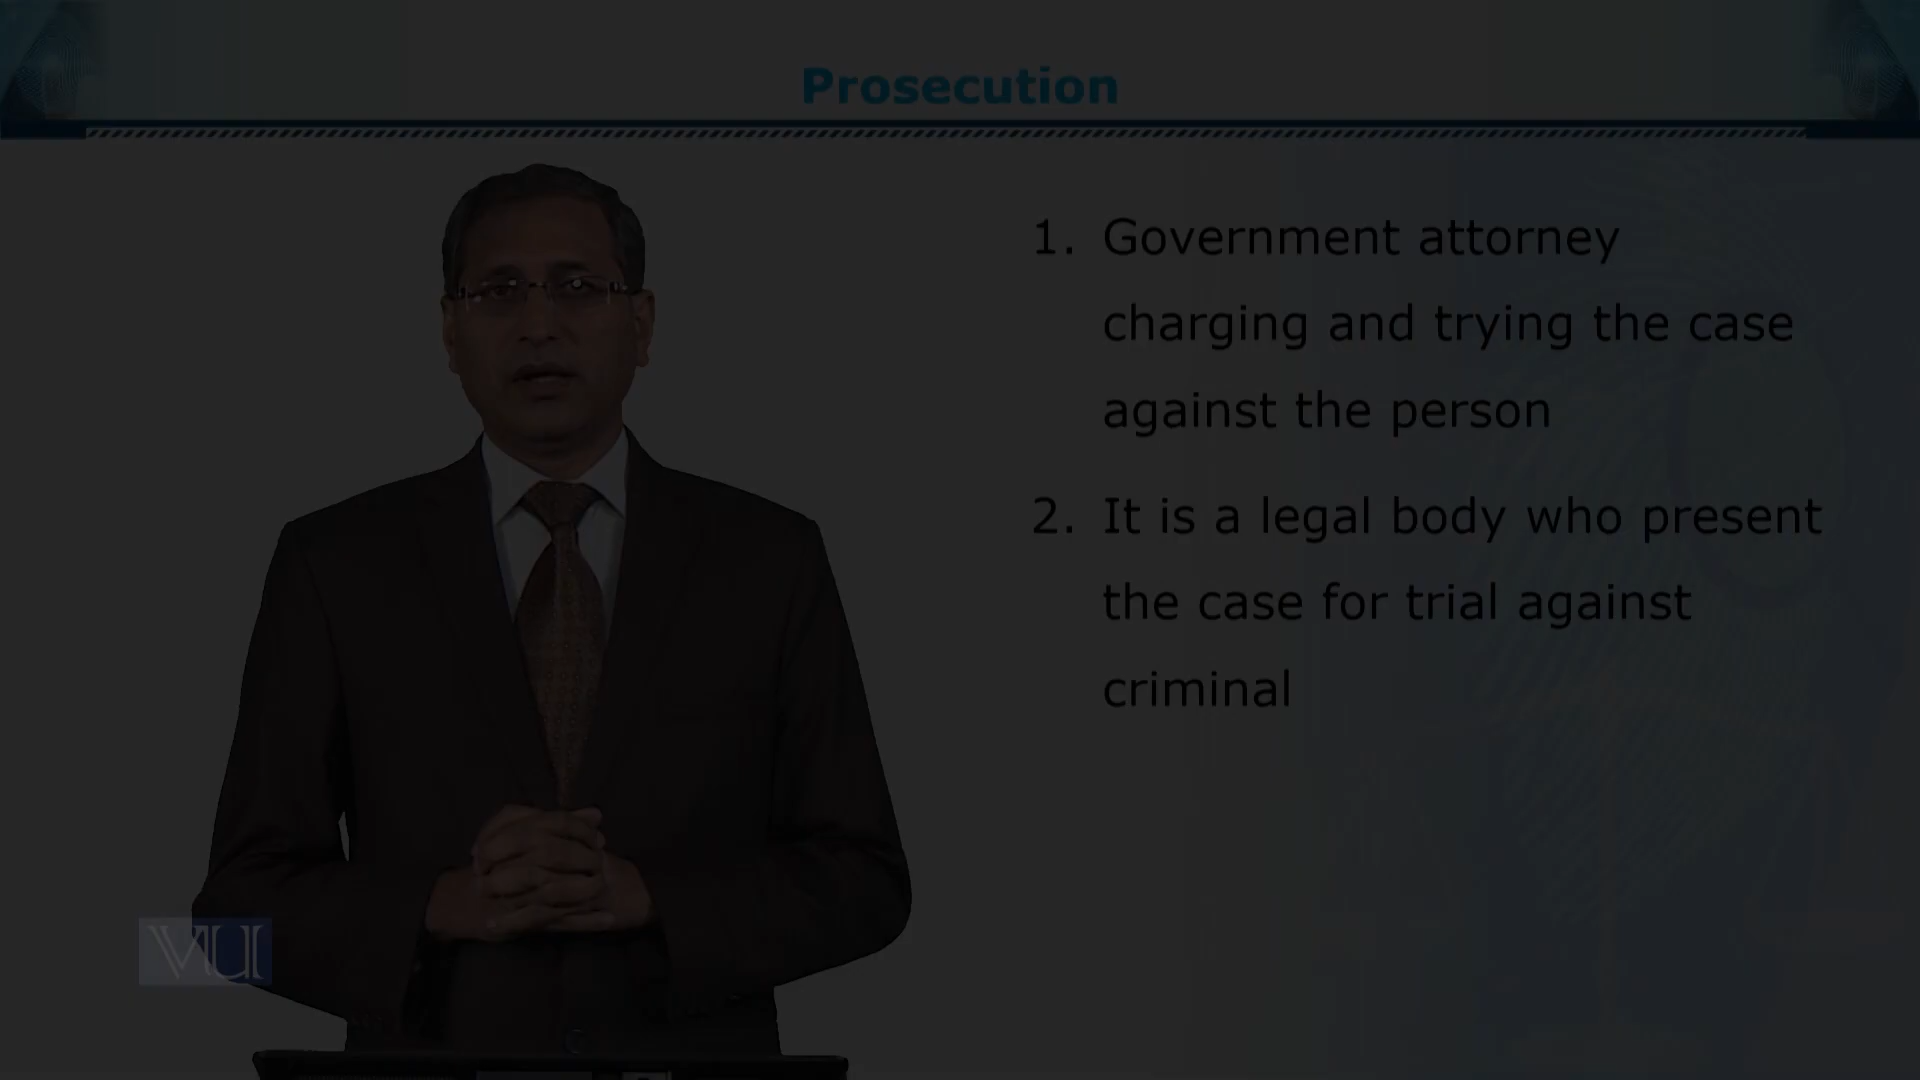 Prosecution
1. Government attorney
charging and trying the case
against the person
2. It is a legal body who present
the case for trial against
criminal
VU